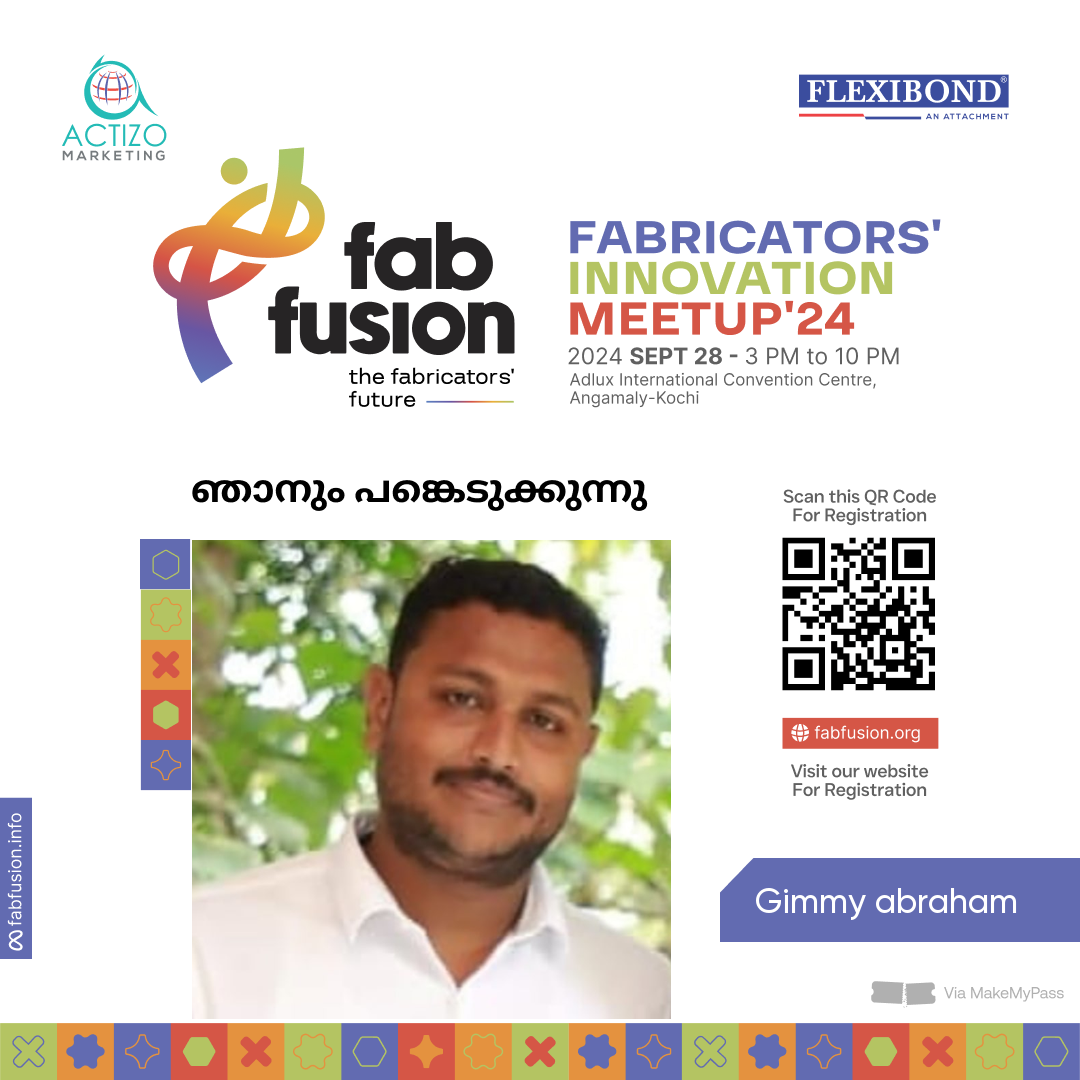 ACTIZO
MARKETING
FLEXIBOND®
AN ATTACHMENT
fab
fusion
the fabricators'
future
FABRICATORS'
INNOVATION
MEETUP'24
2024 SEPT 28 - 3 PM to 10 PM
Adlux International Convention Centre,
Angamaly-Kochi
ഞാനും പങ്കെടുക്കുന്നു
Scan this QR Code
For Registration
fabfusion.org
Visit our website
For Registration
fabfusion.info
Gimmy abraham
Via MakeMyPass